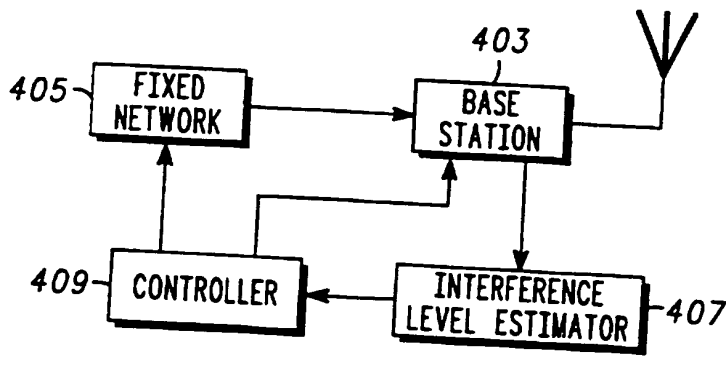 403
405
FIXED
NETWORK
BASE
STATION
409
CONTROLLER
INTERFERENCE
LEVEL ESTIMATOR
407